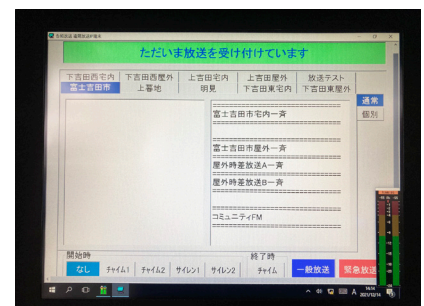 ただいま放送を受け付けています
下吉田西宅内 下吉田西屋外 上吉田宅内 上吉田屋外 放送テスト
富士吉田市 上暮地 明見 下吉田東宅内 下吉田東屋外
通常
個別
富士吉田市宅内一斉
富士吉田市屋外一斉
屋外時差放送A一斉
屋外時差放送B一斉
コミュニティFM
開始時 終了時
なし チャイム1 チャイム2 サイレン1 サイレン2 チャイム 一般放送 緊急放送
A
2021/10/14